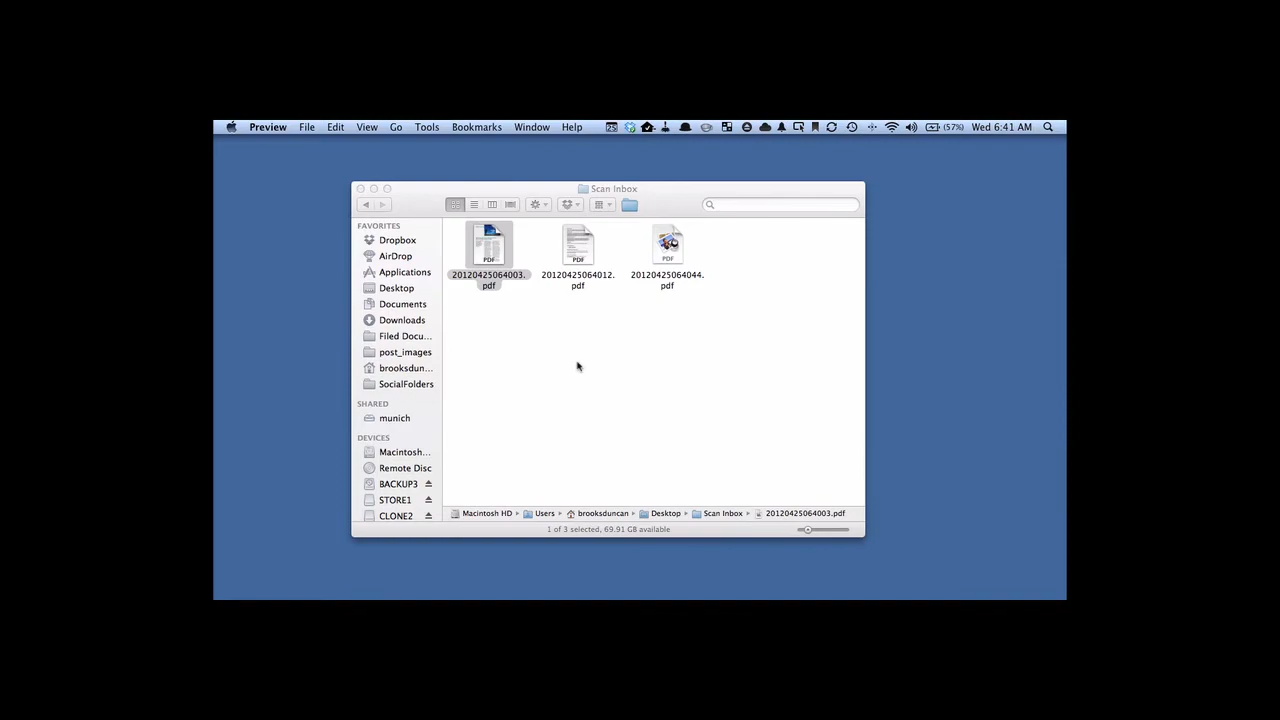 Preview File Edit View Go Tools Bookmarks Window Help (57%) Wed 6:41 AM
Scan Inbox
FAVORITES
Dropbox
AirDrop
Applications
Desktop
Documents
Downloads
Filed Docu...
post_images
brooksdun...
SocialFolders
SHARED
munich
DEVICES
Macintosh...
Remote Disc
BACKUP3
STORE1
CLONE2
PDF
20120425064003.
pdf
PDF
20120425064012.
pdf
PDF
20120425064044.
pdf
Macintosh HD Users brooksduncan Desktop Scan Inbox 20120425064003.pdf
1 of 3 selected, 69.91 GB available